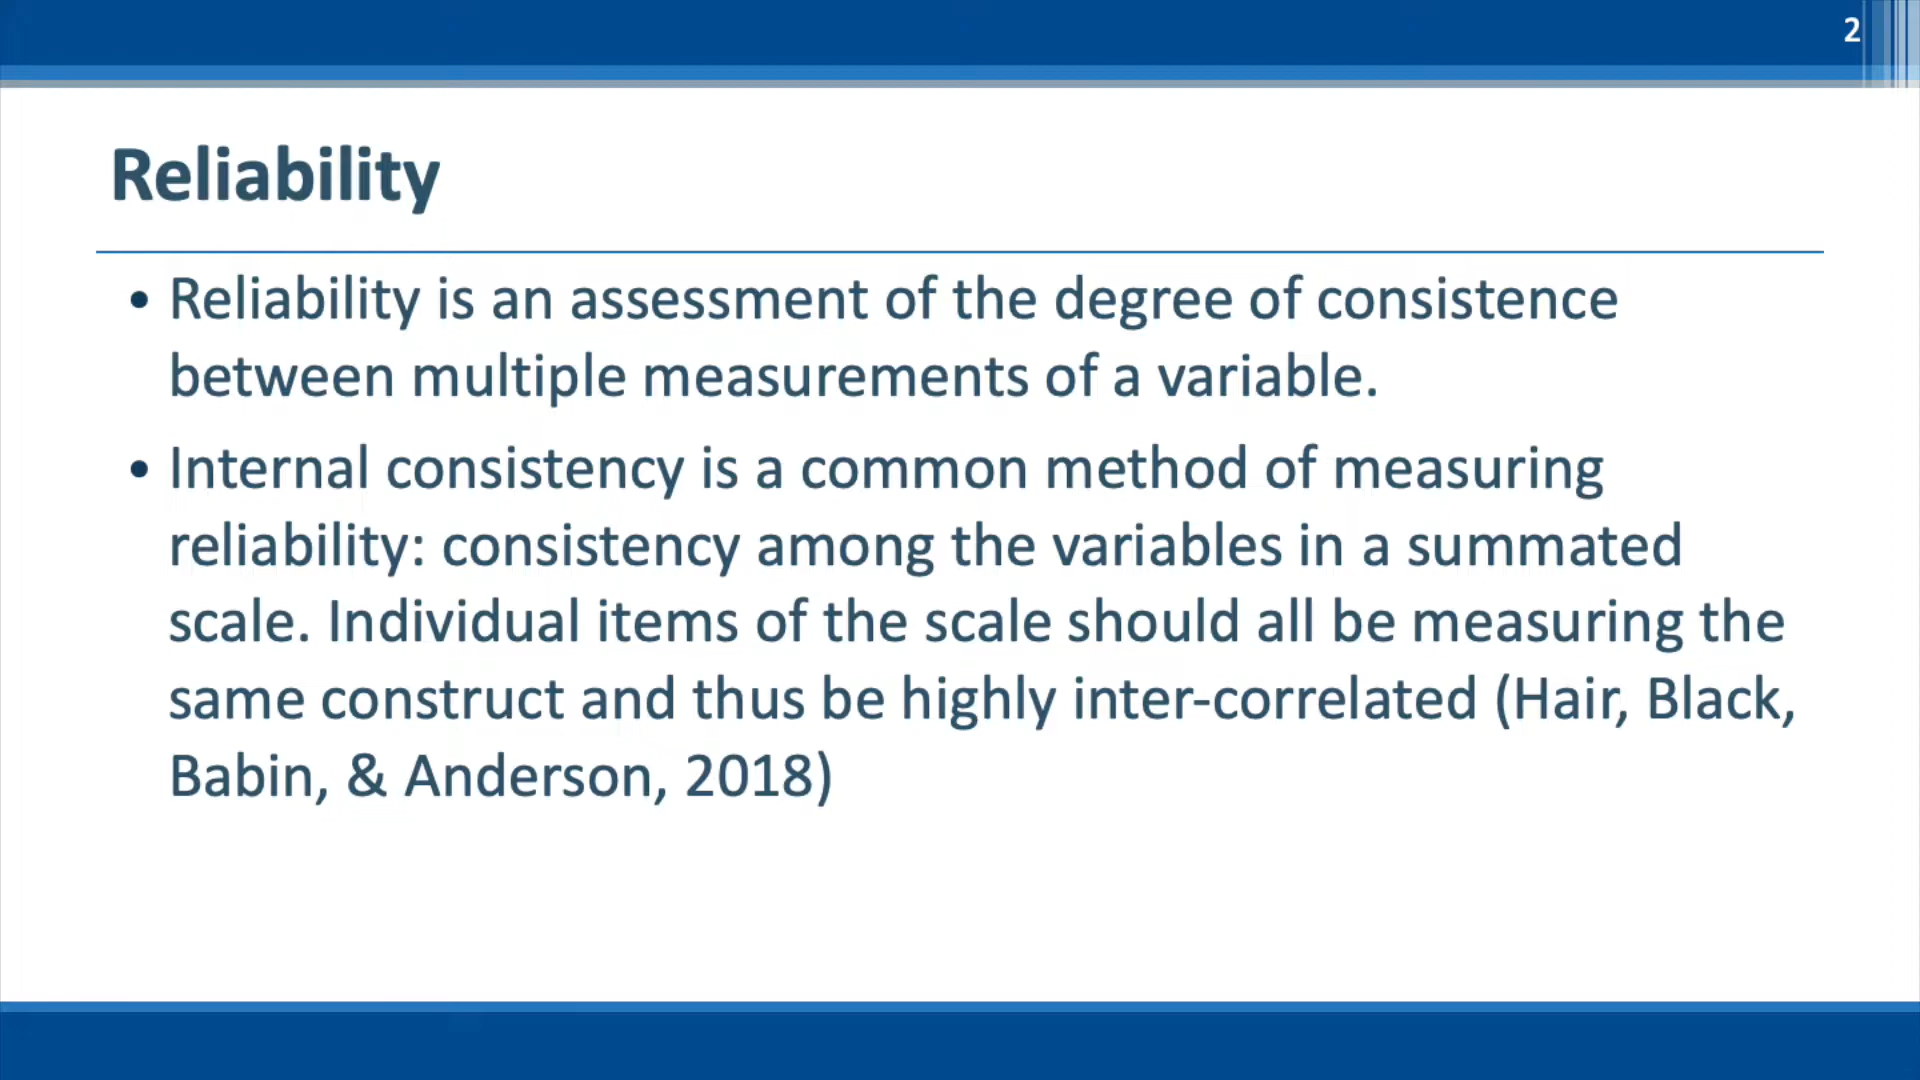 2
Reliability
• Reliability is an assessment of the degree of consistence
between multiple measurements of a variable.
• Internal consistency is a common method of measuring
reliability: consistency among the variables in a summated
scale. Individual items of the scale should all be measuring the
same construct and thus be highly inter-correlated (Hair, Black,
Babin, & Anderson, 2018)